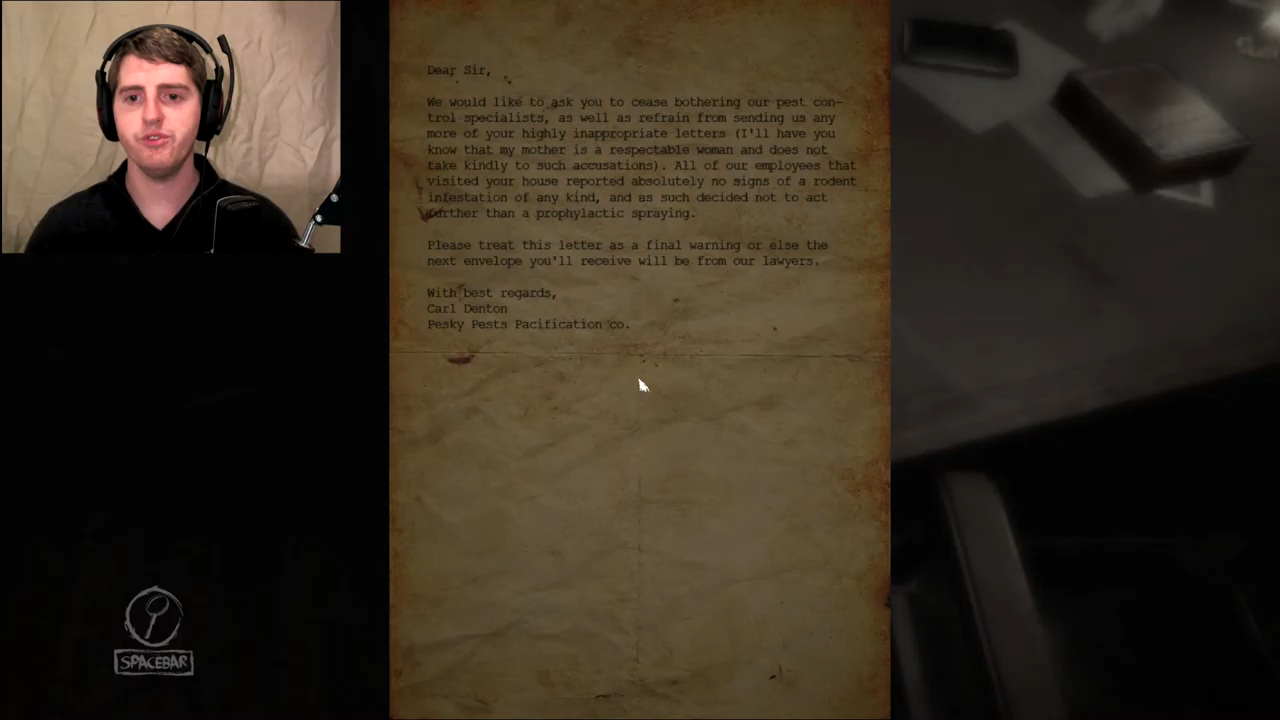 Dear Sir,
We would like to ask you to cease bothering our pest con-
trol specialists, as well as refrain from sending us any
more of your highly inappropriate letters (I'll have you
know that my mother is a respectable woman and does not
take kindly to such accusations). All of our employees that
visited your house reported absolutely no signs of a rodent
infestation of any kind, and as such decided not to act
further than a prophylactic spraying.
Please treat this letter as a final warning or else the
next envelope you'll receive will be from our lawyers.
With best regards,
Carl Denton
Pesky Pests Pacification co.
SPACEBAR